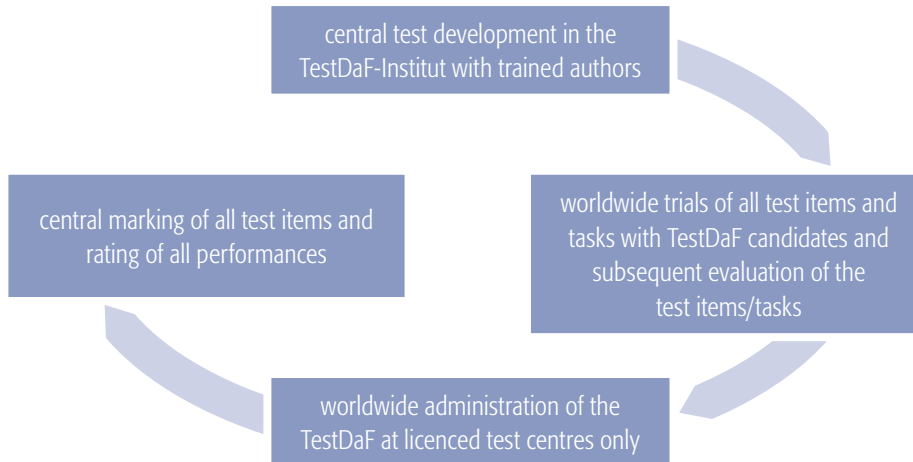 central test development in the
TestDaF-Institut with trained authors
worldwide trials of all test items and
tasks with TestDaF candidates and
subsequent evaluation of the
test items/tasks
worldwide administration of the
TestDaF at licenced test centres only
central marking of all test items and
rating of all performances